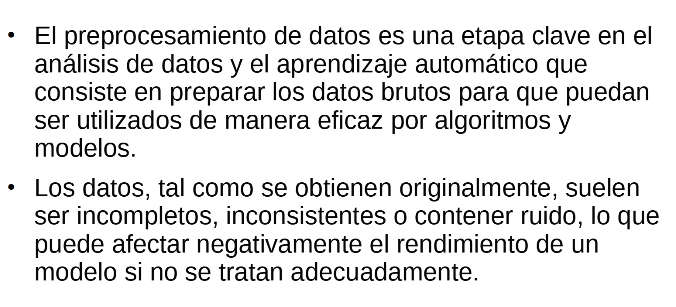 • El preprocesamiento de datos es una etapa clave en el
análisis de datos y el aprendizaje automático que
consiste en preparar los datos brutos para que puedan
ser utilizados de manera eficaz por algoritmos y
modelos.
• Los datos, tal como se obtienen originalmente, suelen
ser incompletos, inconsistentes o contener ruido, lo que
puede afectar negativamente el rendimiento de un
modelo si no se tratan adecuadamente.